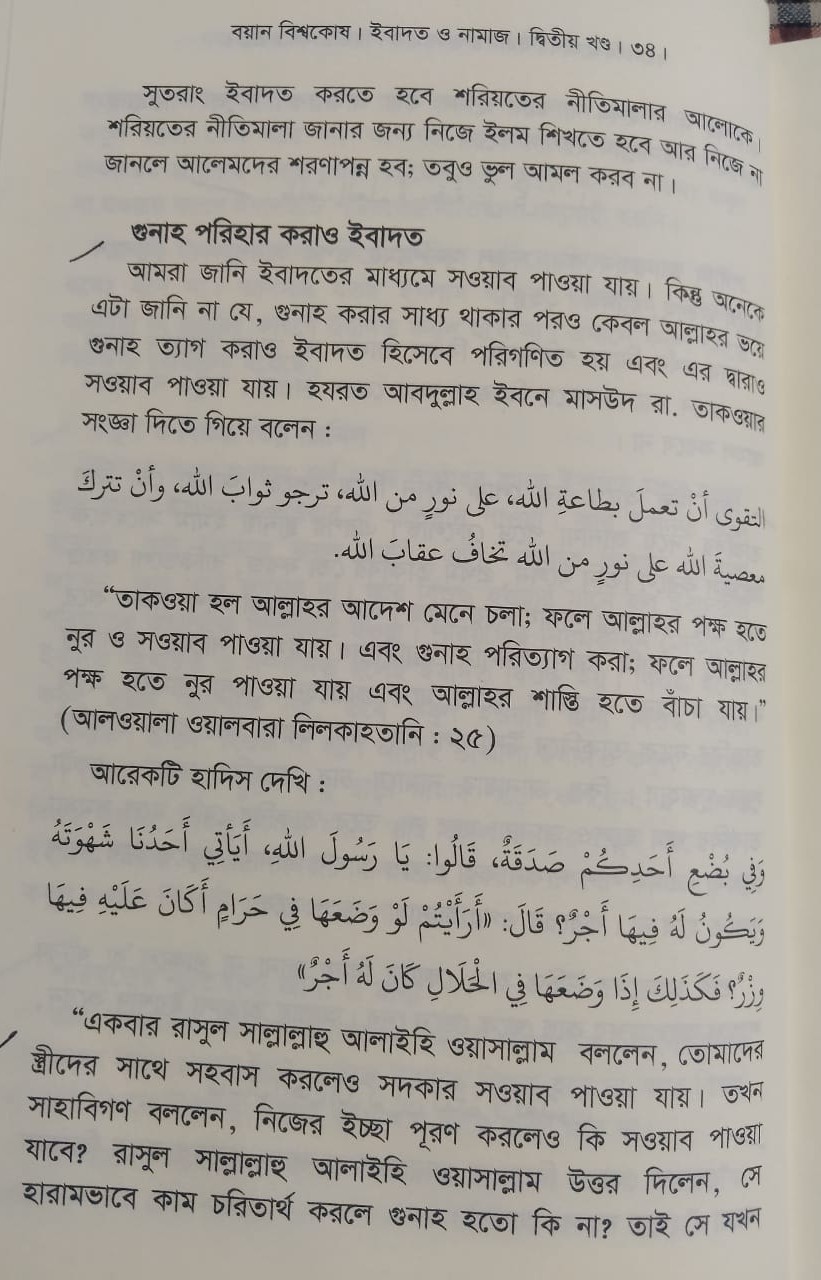 বয়ান বিশ্বকোষ । ইবাদত ও নামাজ । দ্বিতীয় খণ্ড । ৩৪ ।
সুতরাং ইবাদত করতে হবে শরিয়তের নীতিমালার আলোকে।
শরিয়তের নীতিমালা জানার জন্য নিজে ইলম শিখতে হবে আর নিজে না
জানলে আলেমদের শরণাপন্ন হব; তবুও ভুল আমল করব না ।
গুনাহ পরিহার করাও ইবাদত
আমরা জানি ইবাদতের মাধ্যমে সওয়াব পাওয়া যায় । কিন্তু অনেকে
এটা জানি না যে, গুনাহ করার সাধ্য থাকার পরও কেবল আল্লাহর ভয়ে
গুনাহ ত্যাগ করাও ইবাদত হিসেবে পরিগণিত হয় এবং এর দ্বারাও
সওয়াব পাওয়া যায় । হযরত আবদুল্লাহ ইবনে মাসউদ রা. তাকওয়ার
সংজ্ঞা দিতে গিয়ে বলেন :
التقوى أنْ تعملَ بطاعةِ الله، على نورٍ من الله، ترجو ثوابَ الله، وأنْ تتركَ
معصيةَ الله على نورٍ من الله تخافُ عقابَ الله.
“তাকওয়া হল আল্লাহর আদেশ মেনে চলা; ফলে আল্লাহর পক্ষ হতে
নূর ও সওয়াব পাওয়া যায় । এবং গুনাহ পরিত্যাগ করা; ফলে আল্লাহর
পক্ষ হতে নূর পাওয়া যায় এবং আল্লাহর শাস্তি হতে বাঁচা যায়।”
(আলওয়ালা ওয়ালবারা লিলকাহতানি : ২৫)
আরেকটি হাদিস দেখি :
وَفِي بُضْعِ أَحَدِكُمْ صَدَقَةٌ، قَالُوا: يَا رَسُولَ اللهِ، أَيَأْتِي أَحَدُنَا شَهْوَتَهُ
وَيَكُونُ لَهُ فِيهَا أَجْرٌ؟ قَالَ: «أَرَأَيْتُمْ لَوْ وَضَعَهَا فِي حَرَامٍ أَكَانَ عَلَيْهِ فِيهَا
وِزْرٌ؟ فَكَذَلِكَ إِذَا وَضَعَهَا فِي الْحَلَالِ كَانَ لَهُ أَجْرٌ»
“একবার রাসূল সাল্লাল্লাহু আলাইহি ওয়াসাল্লাম বললেন, তোমাদের
স্ত্রীদের সাথে সহবাস করলেও সদকার সওয়াব পাওয়া যায় । তখন
সাহাবিগণ বললেন, নিজের ইচ্ছা পূরণ করলেও কি সওয়াব পাওয়া
যাবে? রাসূল সাল্লাল্লাহু আলাইহি ওয়াসাল্লাম উত্তর দিলেন, সে
হারামভাবে কাম চরিতার্থ করলে গুনাহ হতো কি না? তাই সে যখন